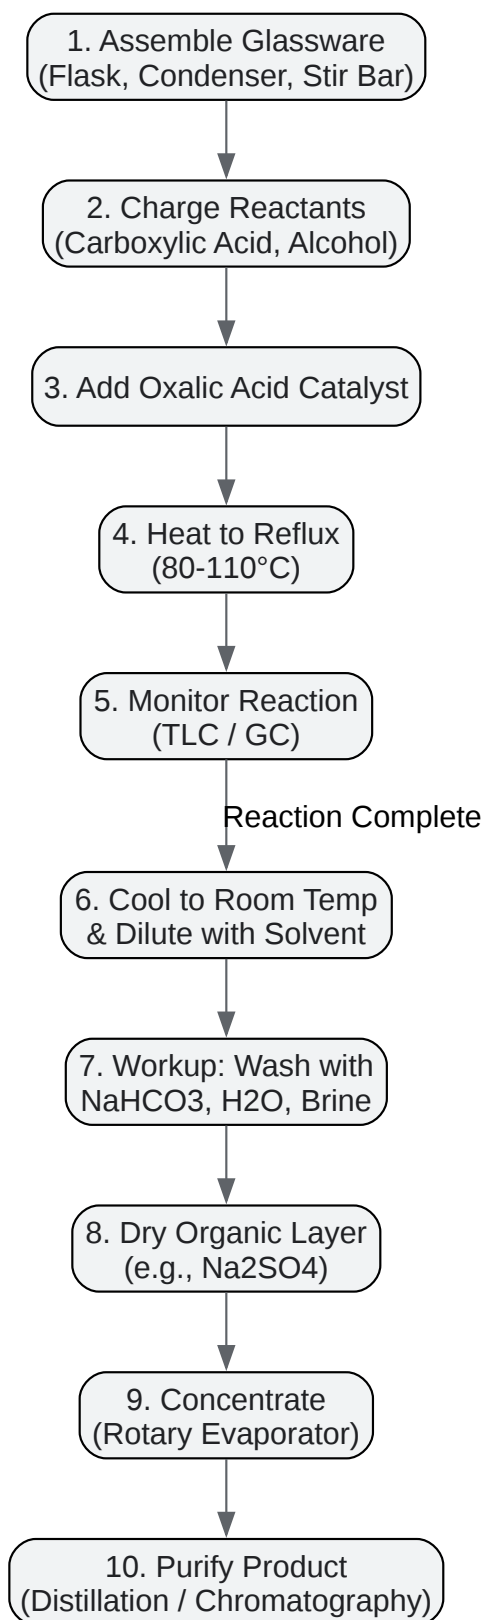 1. Assemble Glassware
(Flask, Condenser, Stir Bar)
2. Charge Reactants
(Carboxylic Acid, Alcohol)
3. Add Oxalic Acid Catalyst
4. Heat to Reflux
(80-110°C)
5. Monitor Reaction
(TLC / GC)
Reaction Complete
6. Cool to Room Temp
& Dilute with Solvent
7. Workup: Wash with
NaHCO3, H2O, Brine
8. Dry Organic Layer
(e.g., Na2SO4)
9. Concentrate
(Rotary Evaporator)
10. Purify Product
(Distillation / Chromatography)